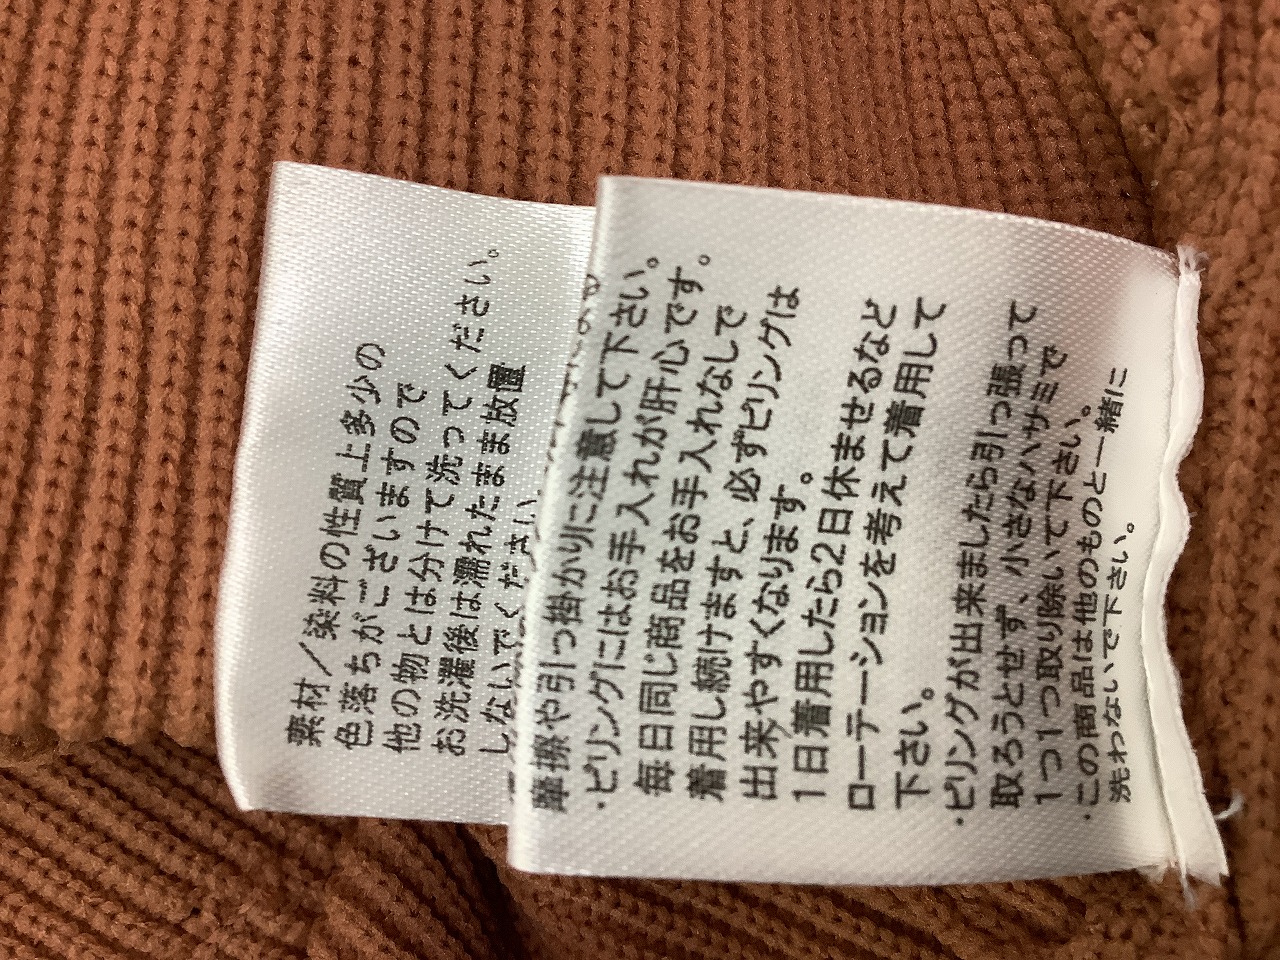 素材／染料の性質上多少の
色落ちがございますので
他の物とは分けて洗ってください。
お洗濯後は濡れたまま放置
しないでください
摩擦や引っ掛かりに注意して下さい。
・ピリングにはお手入れが肝心です。
毎日同じ商品をお手入れなしで
着用し続けますと、必ずピリングは
出来やすくなります。
1日着用したら2日休ませるなど
ローテーションを考えて着用して
下さい。
・ピリングが出来ましたら引っ張って
取ろうとせず、小さなハサミで
1つ1つ取り除いて下さい。
・この商品は他のものと一緒に
洗わないで下さい。